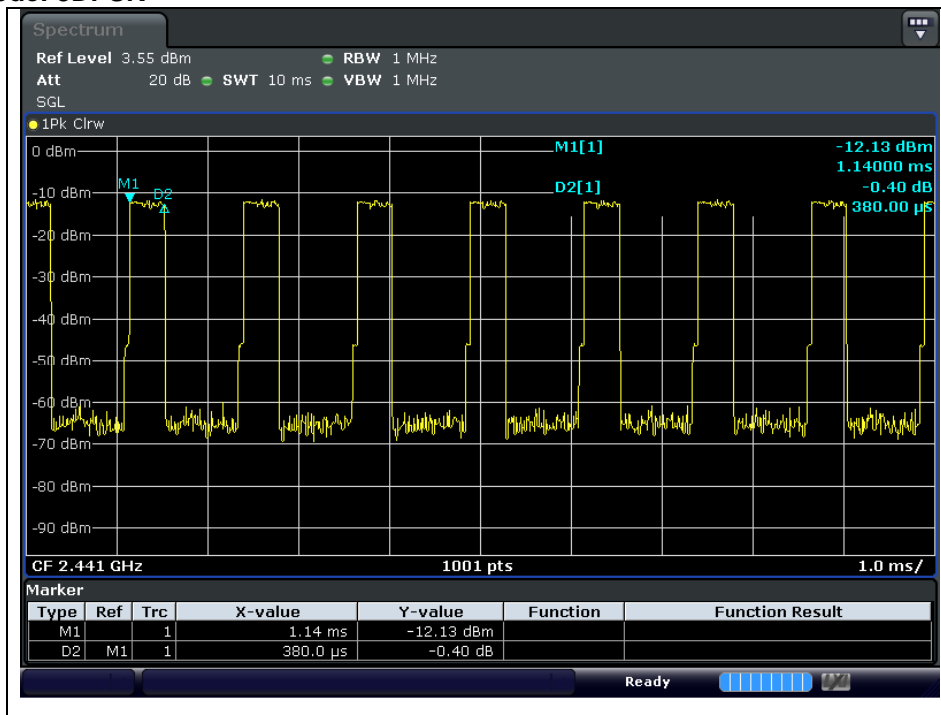 Spectrum
Ref Level 3.55 dBm RBW 1 MHz
Att 20 dB SWT 10 ms VBW 1 MHz
SGL
1Pk Clrw
M1[1] -12.13 dBm
1.14000 ms
D2[1] -0.40 dB
380.00 µs
0 dBm
M1
D2
-10 dBm
-20 dBm
-30 dBm
-40 dBm
-50 dBm
-60 dBm
-70 dBm
-80 dBm
-90 dBm
CF 2.441 GHz 1001 pts 1.0 ms/
Marker
Type Ref Trc X-value Y-value Function Function Result
M1 1 1.14 ms -12.13 dBm
D2 M1 1 380.0 µs -0.40 dB
Ready